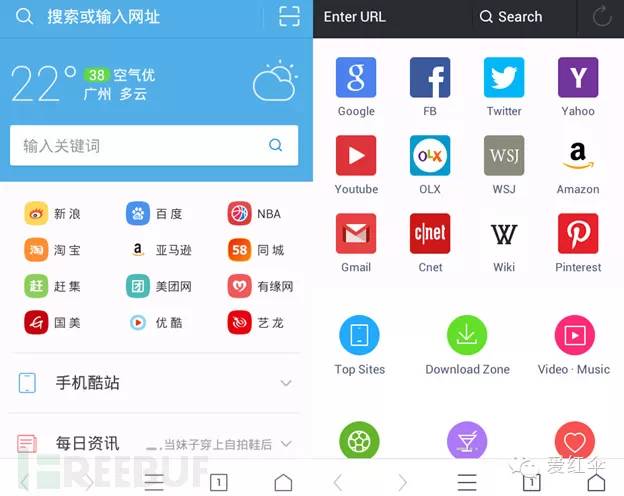 搜索或输入网址
22°
38 空气优
广州 多云
输入关键词
新浪 百度 NBA
淘宝 亚马逊 58 同城
赶集 美团网 有缘网
国美 优酷 艺龙
手机酷站
每日资讯 当妹子穿上自拍鞋后
1
FREEBUF
Enter URL Search
Google FB Twitter Yahoo
OLX WSJ
Youtube OLX WSJ Amazon
c|net W
Gmail Cnet Wiki Pinterest
Top Sites Download Zone Video · Music
1
爱红伞